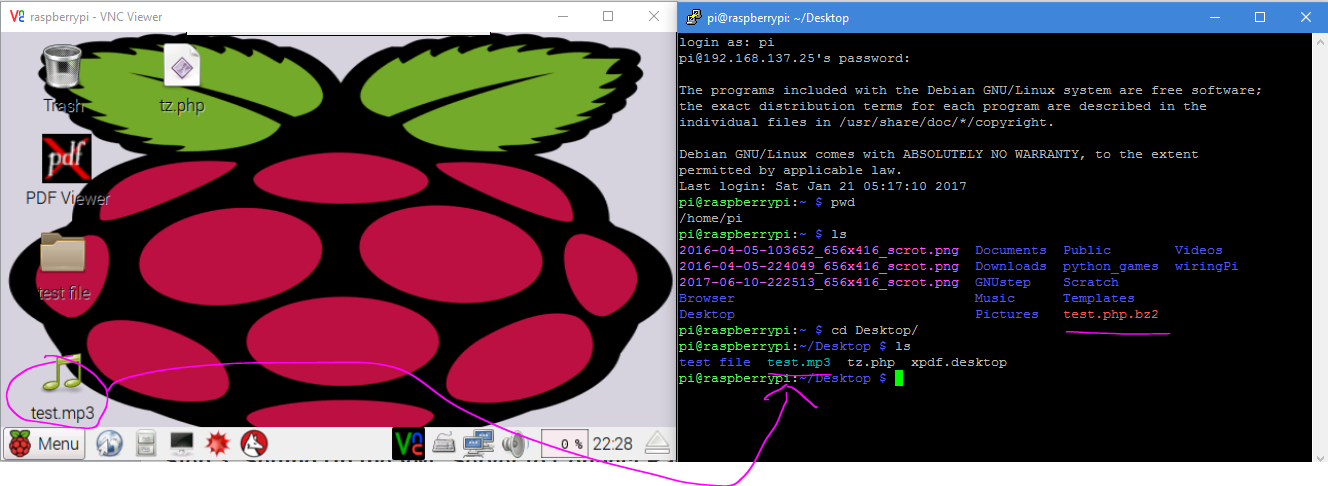 raspberrypi - VNC Viewer
Trash
tz.php
pdf
PDF Viewer
test file
test.mp3
Menu
VNC
0 %
22:28
pi@raspberrypi: ~/Desktop
login as: pi
pi@192.168.137.25's password:
The programs included with the Debian GNU/Linux system are free software;
the exact distribution terms for each program are described in the
individual files in /usr/share/doc/*/copyright.
Debian GNU/Linux comes with ABSOLUTELY NO WARRANTY, to the extent
permitted by applicable law.
Last login: Sat Jan 21 05:17:10 2017
pi@raspberrypi:~ $ pwd
/home/pi
pi@raspberrypi:~ $ ls
2016-04-05-103652_656x416_scrot.png  Documents  Public  Videos
2016-04-05-224049_656x416_scrot.png  Downloads  python_games  wiringPi
2017-06-10-222513_656x416_scrot.png  GNUstep  Scratch
Browser  Music  Templates
Desktop  Pictures  test.php.bz2
pi@raspberrypi:~ $ cd Desktop/
pi@raspberrypi:~/Desktop $ ls
test file  test.mp3  tz.php  xpdf.desktop
pi@raspberrypi:~/Desktop $